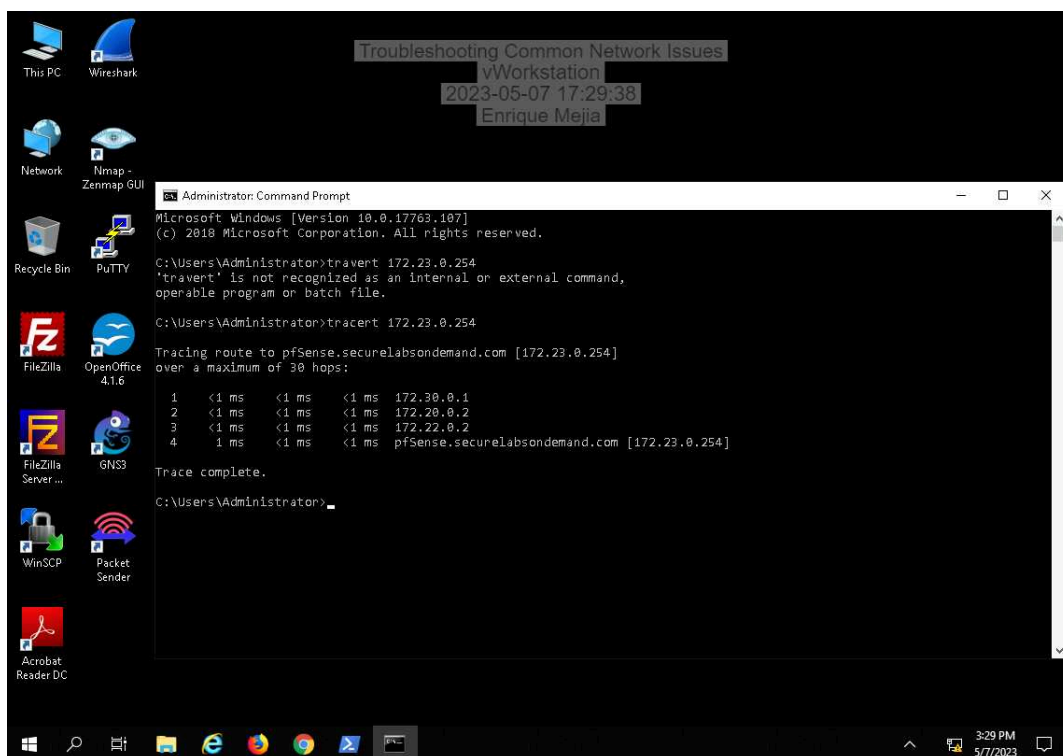 Troubleshooting Common Network Issues
vWorkstation
2023-05-07 17:29:38
Enrique Mejia
This PC
Wireshark
Network
Nmap -
Zenmap GUI
Recycle Bin
PuTTY
FileZilla
OpenOffice
4.1.6
FileZilla
Server ...
GNS3
WinSCP
Packet
Sender
Acrobat
Reader DC
Administrator: Command Prompt
Microsoft Windows [Version 10.0.17763.107]
(c) 2018 Microsoft Corporation. All rights reserved.
C:\Users\Administrator>travert 172.23.0.254
'travert' is not recognized as an internal or external command,
operable program or batch file.
C:\Users\Administrator>tracert 172.23.0.254
Tracing route to pfSense.securelabsondemand.com [172.23.0.254]
over a maximum of 30 hops:
1 <1 ms <1 ms <1 ms 172.30.0.1
2 <1 ms <1 ms <1 ms 172.20.0.2
3 <1 ms <1 ms <1 ms 172.22.0.2
4 1 ms <1 ms <1 ms pfSense.securelabsondemand.com [172.23.0.254]
Trace complete.
C:\Users\Administrator>
3:29 PM
5/7/2023